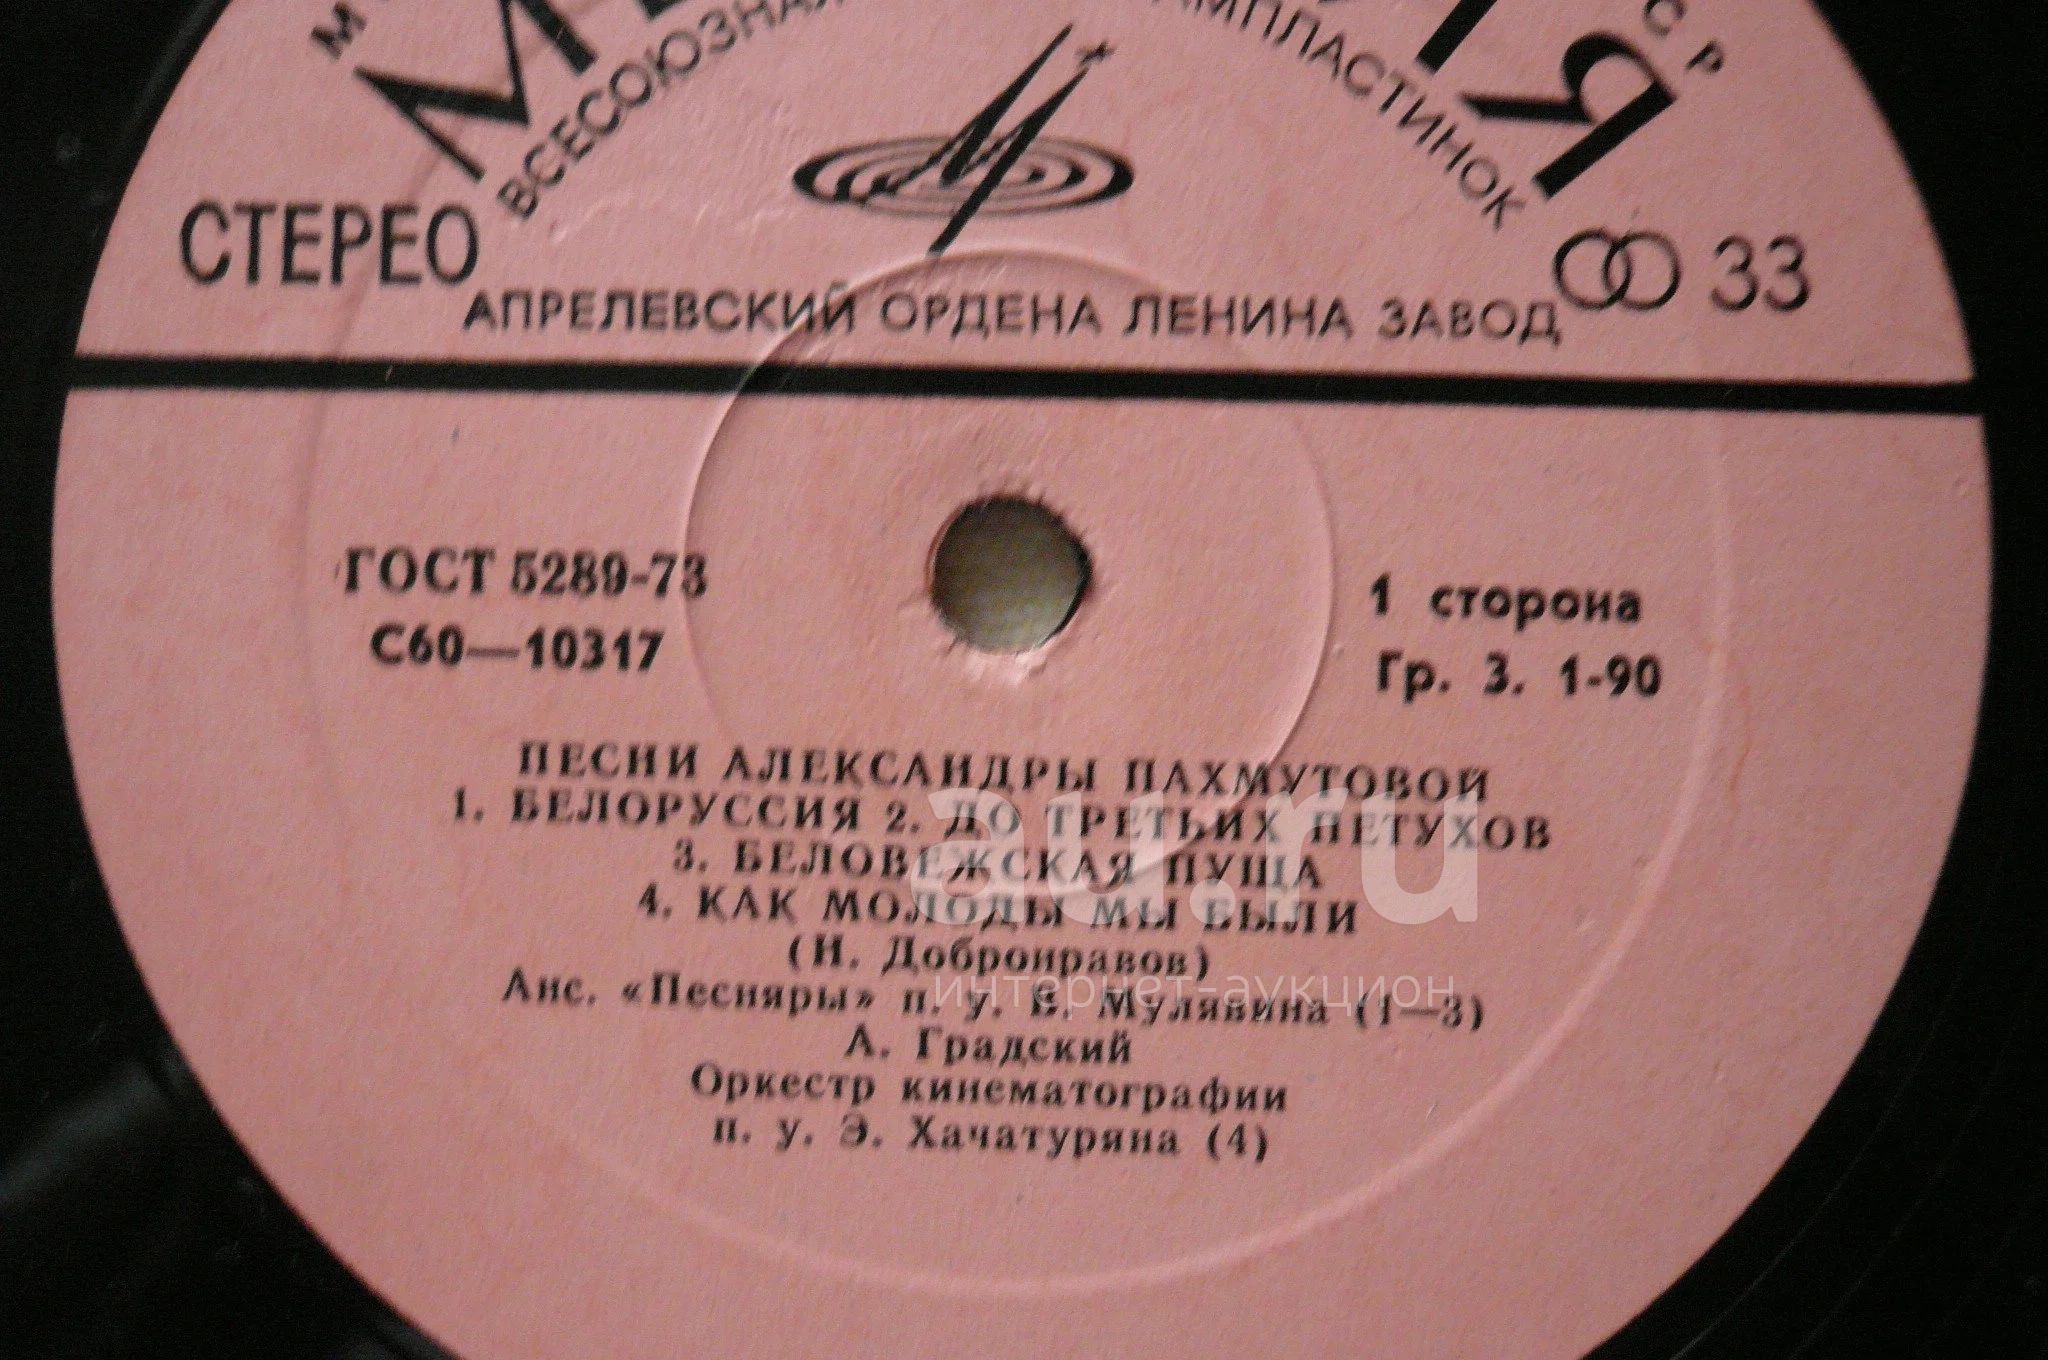 ВСЕСОЮЗНАЯ
СТЕРЕО
33
АПРЕЛЕВСКИЙ ОРДЕНА ЛЕНИНА ЗАВОД
ГОСТ 5289-73
С60—10317
1 сторона
Гр. 3. 1-90
ПЕСНИ АЛЕКСАНДРЫ ПАХМУТОВОЙ
1. БЕЛОРУССИЯ 2. ДО ТРЕТЬИХ ПЕТУХОВ
3. БЕЛОВЕЖСКАЯ ПУЩА
4. КАК МОЛОДЫ МЫ БЫЛИ
(Н. Добронравов)
Анс. «Песняры» п. у. В. Мулявина (1—3)
А. Градский
Оркестр кинематографии
п. у. Э. Хачатуряна (4)
au.ru
интернет-аукцион